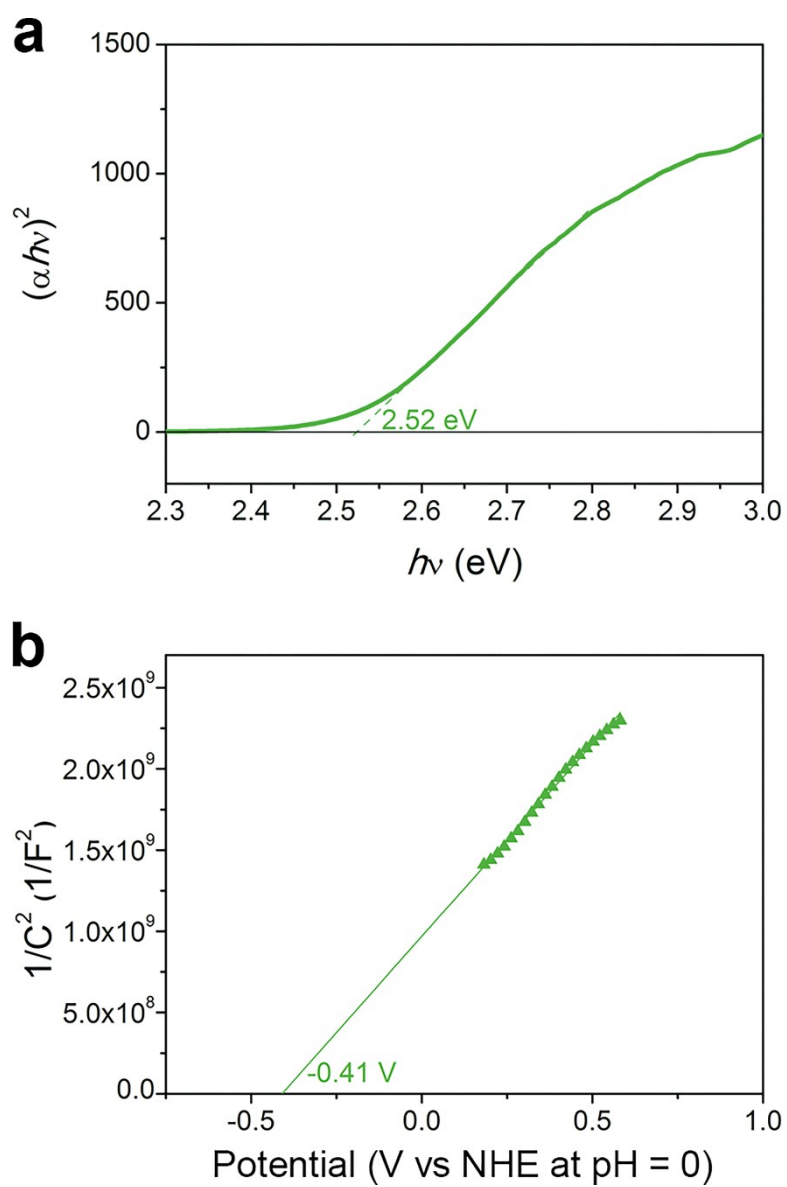 a
1500
1000
500
0
(αhν)²
2.52 eV
2.3 2.4 2.5 2.6 2.7 2.8 2.9 3.0
hν (eV)
b
2.5x10⁹
2.0x10⁹
1.5x10⁹
1.0x10⁹
5.0x10⁸
0.0
1/C² (1/F²)
-0.41 V
-0.5 0.0 0.5 1.0
Potential (V vs NHE at pH = 0)